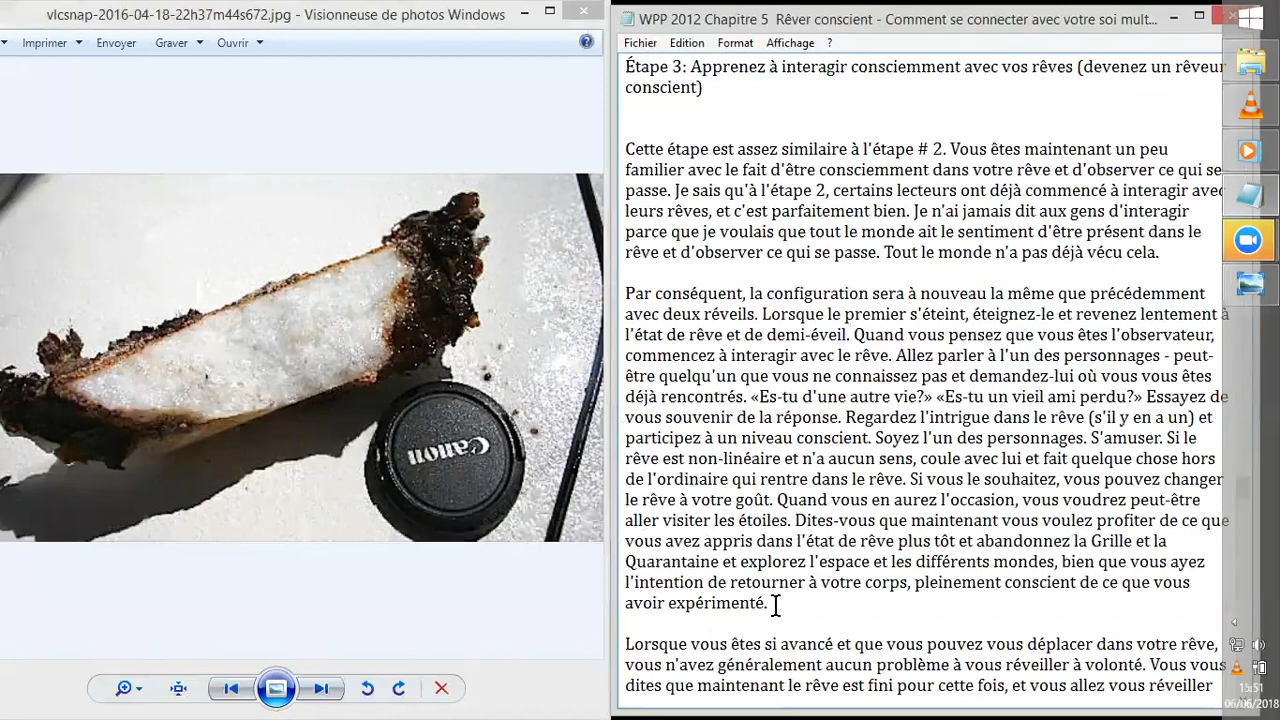 vlcsnap-2016-04-18-22h37m44s672.jpg - Visionneuse de photos Windows
Imprimer Envoyer Graver Ouvrir
Canon
WPP 2012 Chapitre 5 Rêver conscient - Comment se connecter avec votre soi mult...
Fichier Edition Format Affichage ?
Étape 3: Apprenez à interagir consciemment avec vos rêves (devenez un rêveur
conscient)
Cette étape est assez similaire à l'étape # 2. Vous êtes maintenant un peu
familier avec le fait d'être consciemment dans votre rêve et d'observer ce qui se
passe. Je sais qu'à l'étape 2, certains lecteurs ont déjà commencé à interagir avec
leurs rêves, et c'est parfaitement bien. Je n'ai jamais dit aux gens d'interagir
parce que je voulais que tout le monde ait le sentiment d'être présent dans le
rêve et d'observer ce qui se passe. Tout le monde n'a pas déjà vécu cela.
Par conséquent, la configuration sera à nouveau la même que précédemment
avec deux réveils. Lorsque le premier s'éteint, éteignez-le et revenez lentement à
l'état de rêve et de demi-éveil. Quand vous pensez que vous êtes l'observateur,
commencez à interagir avec le rêve. Allez parler à l'un des personnages - peut-
être quelqu'un que vous ne connaissez pas et demandez-lui où vous vous êtes
déjà rencontrés. «Es-tu d'une autre vie?» «Es-tu un vieil ami perdu?» Essayez de
vous souvenir de la réponse. Regardez l'intrigue dans le rêve (s'il y en a un) et
participez à un niveau conscient. Soyez l'un des personnages. S'amuser. Si le
rêve est non-linéaire et n'a aucun sens, coule avec lui et fait quelque chose hors
de l'ordinaire qui rentre dans le rêve. Si vous le souhaitez, vous pouvez changer
le rêve à votre goût. Quand vous en aurez l'occasion, vous voudrez peut-être
aller visiter les étoiles. Dites-vous que maintenant vous voulez profiter de ce que
vous avez appris dans l'état de rêve plus tôt et abandonnez la Grille et la
Quarantaine et explorez l'espace et les différents mondes, bien que vous ayez
l'intention de retourner à votre corps, pleinement conscient de ce que vous
avoir expérimenté.
Lorsque vous êtes si avancé et que vous pouvez vous déplacer dans votre rêve,
vous n'avez généralement aucun problème à vous réveiller à volonté. Vous vous
dites que maintenant le rêve est fini pour cette fois, et vous allez vous réveiller
15:51
06/06/2018